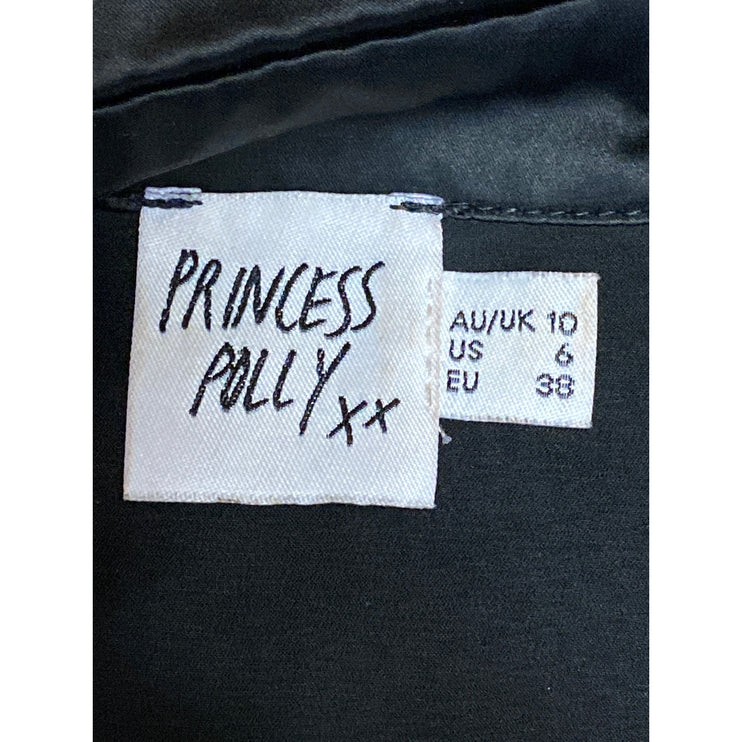 PRINCESS
POLLY xx
AU/UK 10
US 6
EU 38